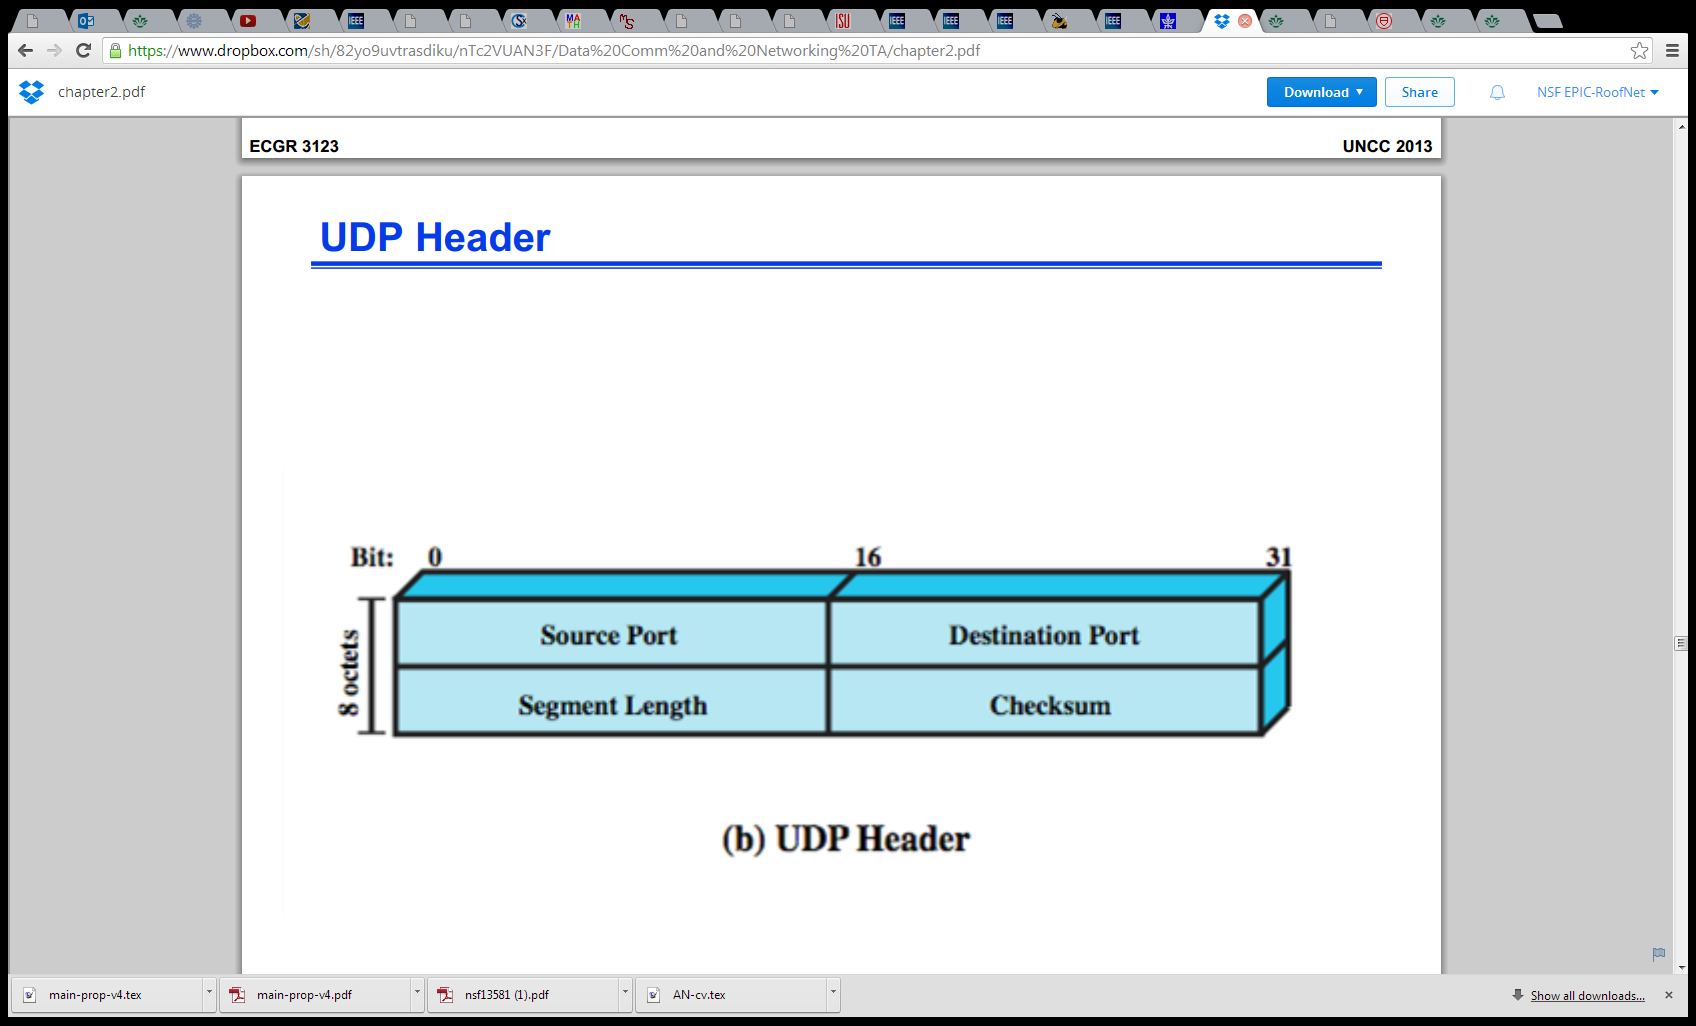 ISU
IEEE
https://www.dropbox.com/sh/82yo9uvtrasdiku/nTc2VUAN3F/Data%20Comm%20and%20Networking%20TA/chapter2.pdf
chapter2.pdf
Download
Share
NSF EPIC-RoofNet
ECGR 3123
UNCC 2013
UDP Header
Bit: 0 16 31
8 octets
Source Port
Destination Port
Segment Length
Checksum
(b) UDP Header
main-prop-v4.tex
main-prop-v4.pdf
nsf13581 (1).pdf
AN-cv.tex
Show all downloads...